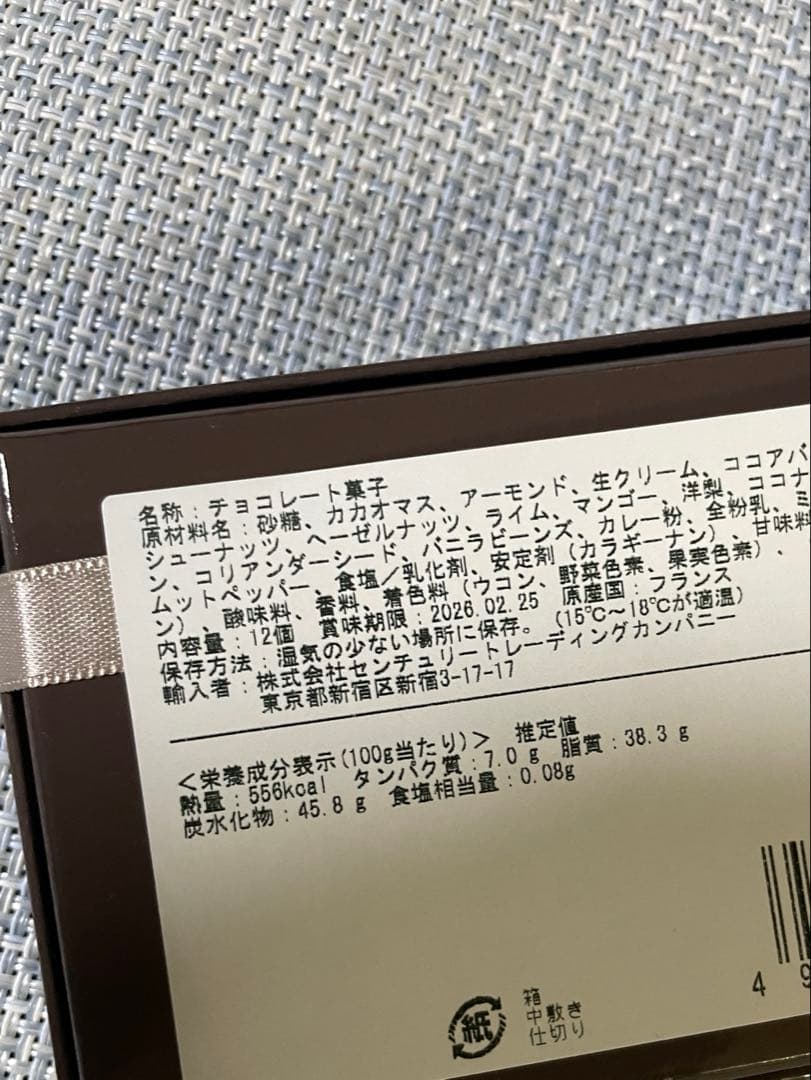 名称：チョコレート菓子
原材料名：砂糖、カカオマス、アーモンド、生クリーム、ココアバ
シューナッツ、ヘーゼルナッツ、ライム、マンゴー、洋梨、ココナ
ン、コリアンダーシード、バニラビーンズ、カレー粉、全粉乳、ミ
ムットペッパー、食塩／乳化剤、安定剤（カラギーナン）、甘味料
ン）、酸味料、香料、着色料（ウコン、野菜色素、果実色素）、
内容量：12個 賞味期限：2026.02.25 原産国：フランス
保存方法：湿気の少ない場所に保存。（15℃～18℃が適温）
輸入者：株式会社センチュリートレーディングカンパニー
東京都新宿区新宿3-17-17
＜栄養成分表示(100g当たり)＞ 推定値
熱量：556kcal タンパク質：7.0 g 脂質：38.3 g
炭水化物：45.8 g 食塩相当量：0.08g
4 9
紙
箱
中敷き
仕切り